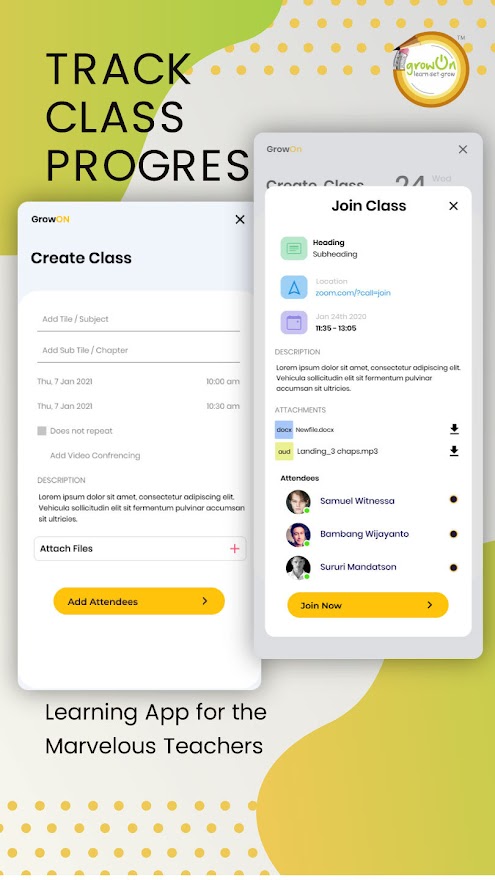 TRACK
CLASS
PROGRES
TM
growOn
learn set grow
GrowON
Create Class
Add Tile / Subject
Add Sub Tile / Chapter
Thu, 7 Jan 2021 10:00 am
Thu, 7 Jan 2021 10:30 am
Does not repeat
Add Video Confrencing
DESCRIPTION
Lorem ipsum dolor sit amet, consectetur adipiscing elit.
Vehicula sollicitudin elit sit fermentum pulvinar consequam
sit ultricies.
Attach Files
Add Attendees
GrowOn
Create Class 24 Wed
Join Class
Heading
Subheading
Location
zoom.com/?call=join
Jan 24th 2020
11:35 - 13:05
DESCRIPTION
Lorem ipsum dolor sit amet, consectetur adipiscing elit.
Vehicula sollicitudin elit sit fermentum pulvinar
sit ultricies.
ATTACHMENTS
docx Newfile.docx
aud Landing_3 chaps.mp3
Attendees
Samuel Witnessa
Bambang Wijayanto
Sururi Mandatson
Join Now
Learning App for the
Marvelous Teachers